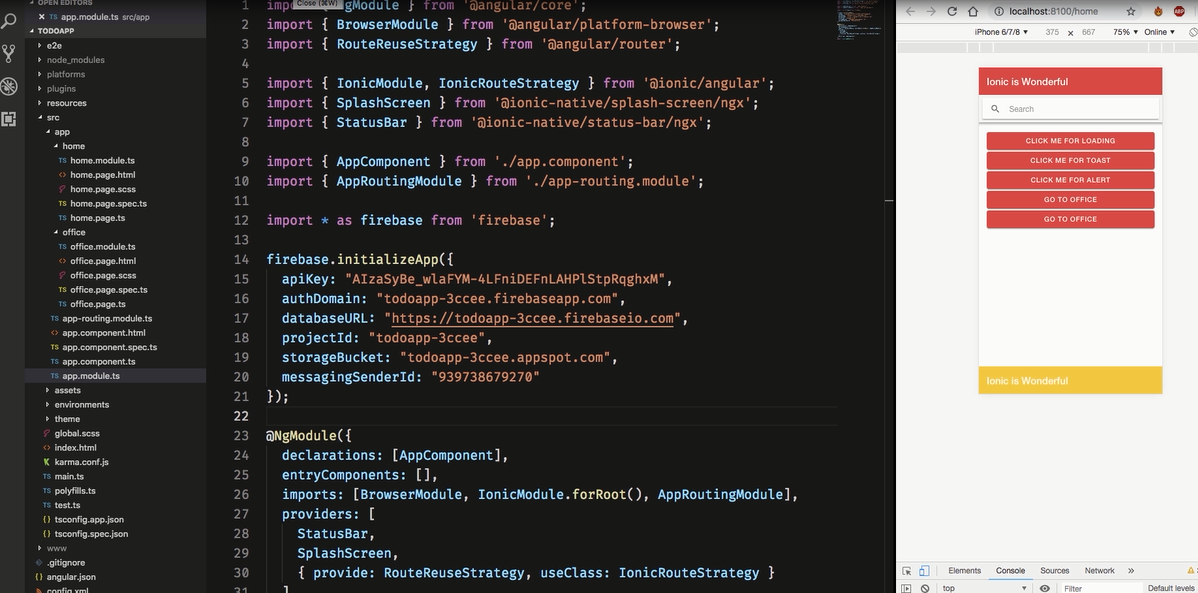 OPEN EDITORS
× TS app.module.ts src/app
TODOAPP
e2e
node_modules
platforms
plugins
resources
src
app
home
TS home.module.ts
<> home.page.html
home.page.scss
TS home.page.spec.ts
TS home.page.ts
office
TS office.module.ts
<> office.page.html
office.page.scss
TS office.page.spec.ts
TS office.page.ts
TS app-routing.module.ts
<> app.component.html
TS app.component.spec.ts
TS app.component.ts
TS app.module.ts
assets
environments
theme
global.scss
<> index.html
K karma.conf.js
TS main.ts
TS polyfills.ts
TS test.ts
{} tsconfig.app.json
{} tsconfig.spec.json
www
.gitignore
{} angular.json
config.xml
Close (⌘W)
1 gModule } from '@angular/core';
2 import { BrowserModule } from '@angular/platform-browser';
3 import { RouteReuseStrategy } from '@angular/router';
4
5 import { IonicModule, IonicRouteStrategy } from '@ionic/angular';
6 import { SplashScreen } from '@ionic-native/splash-screen/ngx';
7 import { StatusBar } from '@ionic-native/status-bar/ngx';
8
9 import { AppComponent } from './app.component';
10 import { AppRoutingModule } from './app-routing.module';
11
12 import * as firebase from 'firebase';
13
14 firebase.initializeApp({
15 apiKey: "AIzaSyBe_wlaFYM-4LFniDEFnLAHPlStpRqghxM",
16 authDomain: "todoapp-3ccee.firebaseapp.com",
17 databaseURL: "https://todoapp-3ccee.firebaseio.com",
18 projectId: "todoapp-3ccee",
19 storageBucket: "todoapp-3ccee.appspot.com",
20 messagingSenderId: "939738679270"
21 });
22
23 @NgModule({
24 declarations: [AppComponent],
25 entryComponents: [],
26 imports: [BrowserModule, IonicModule.forRoot(), AppRoutingModule],
27 providers: [
28 StatusBar,
29 SplashScreen,
30 { provide: RouteReuseStrategy, useClass: IonicRouteStrategy }
31 ]
localhost:8100/home
ABP
iPhone 6/7/8 ▼ 375 × 667 75% ▼ Online ▼
Ionic is Wonderful
Search
CLICK ME FOR LOADING
CLICK ME FOR TOAST
CLICK ME FOR ALERT
GO TO OFFICE
GO TO OFFICE
Ionic is Wonderful
Elements Console Sources Network »
top ▼ Filter Default levels